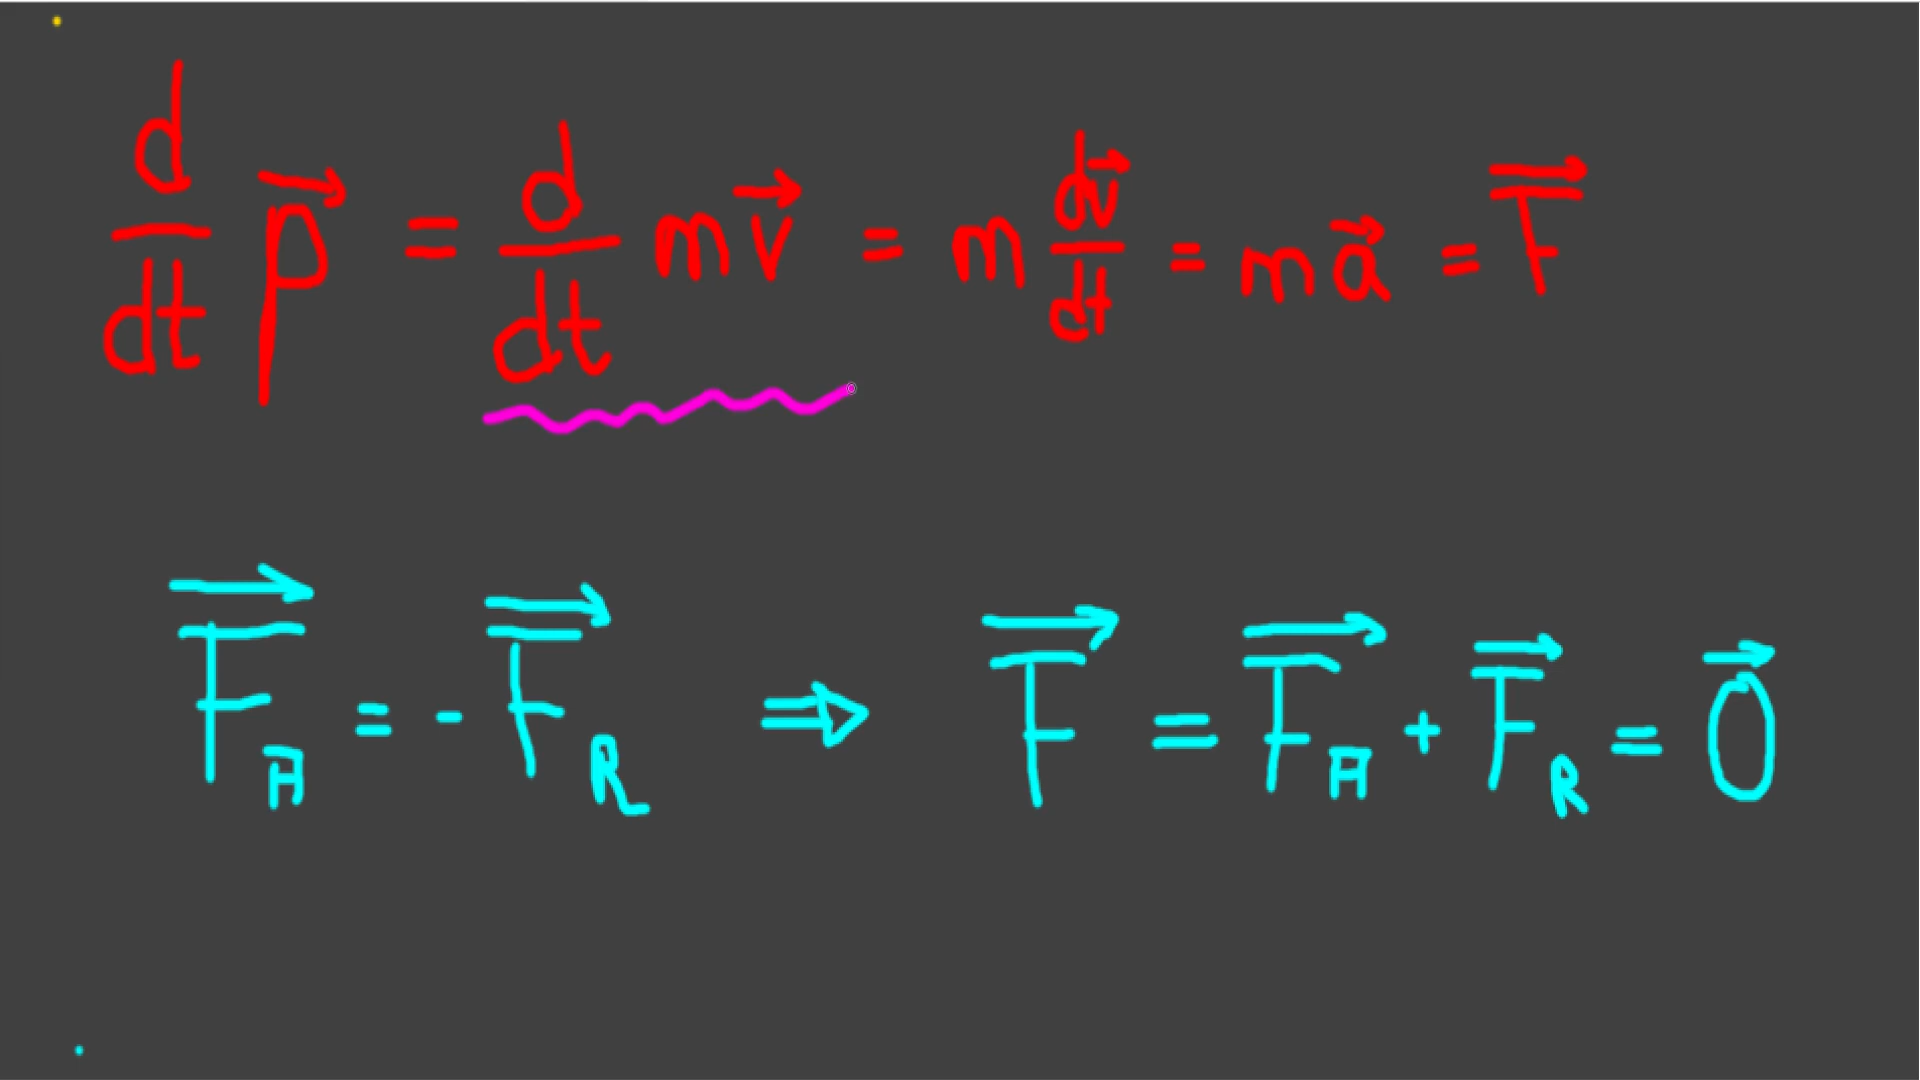 d/dt p⃗ = d/dt mv⃗ = m dv⃗/dt = ma⃗ = F⃗
F⃗_A = - F⃗_R ⇒ F⃗ = F⃗_A + F⃗_R = 0⃗